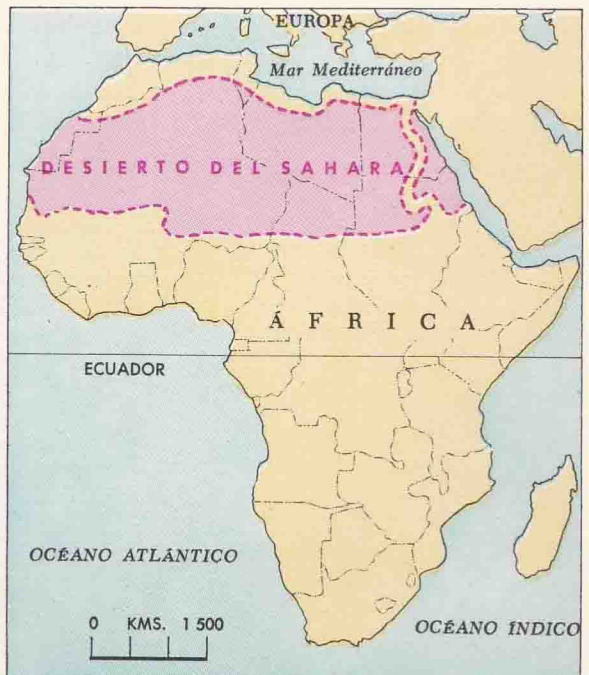 EUROPA
Mar Mediterráneo
DESIERTO DEL SAHARA
ÁFRICA
ECUADOR
OCÉANO ATLÁNTICO
0 KMS. 1 500
OCÉANO ÍNDICO